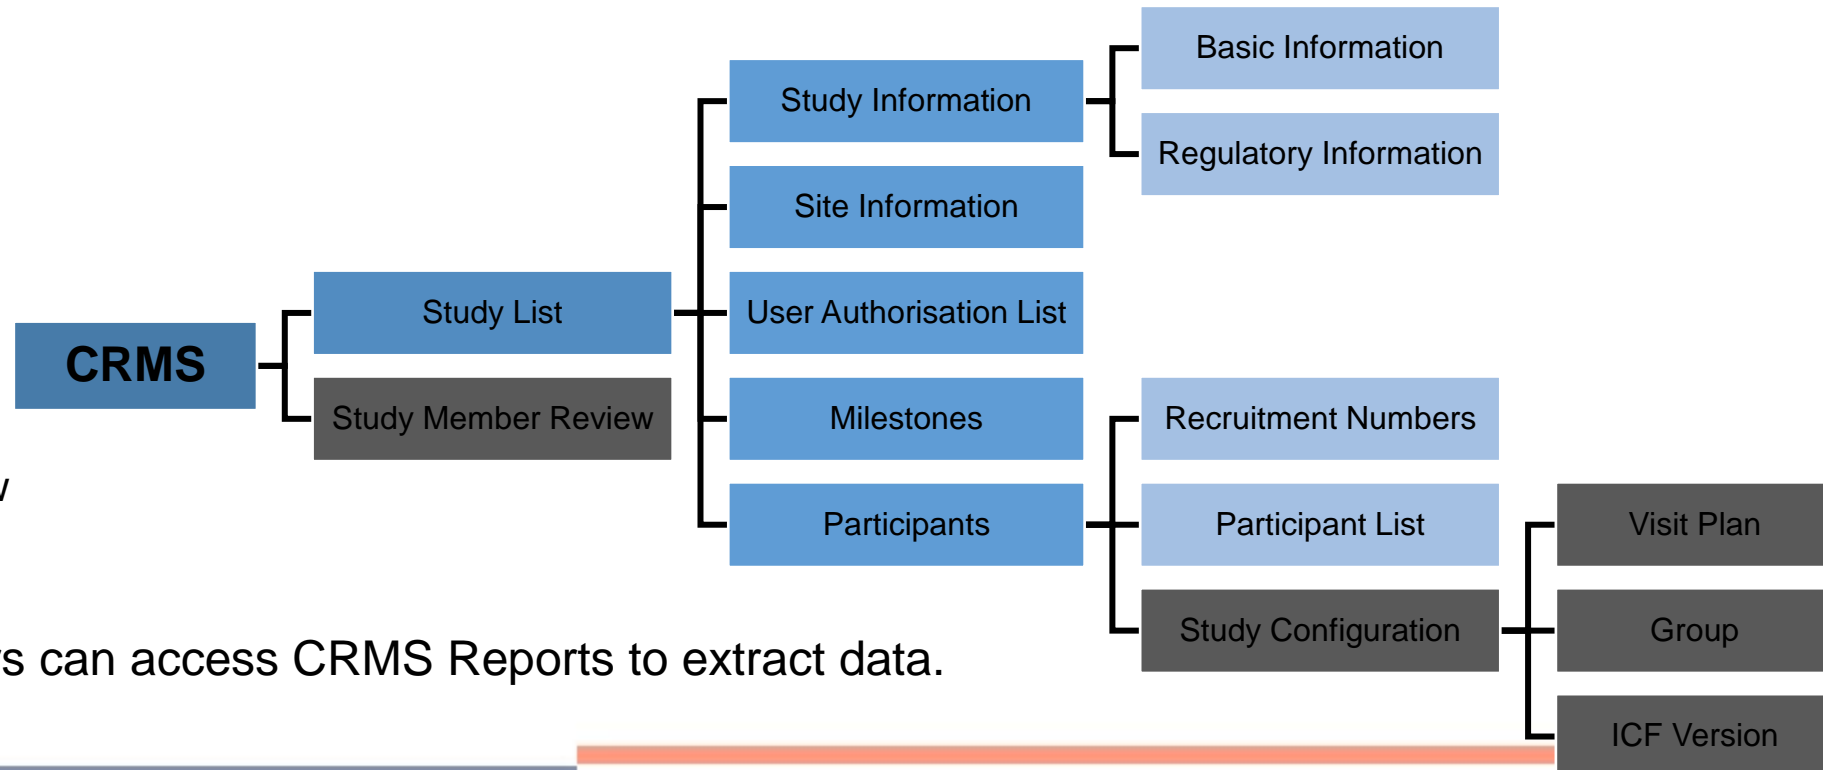 Basic Information
Study Information
Regulatory Information
Site Information
Study List
User Authorisation List
CRMS
Study Member Review
Milestones
Recruitment Numbers
Participants
Participant List
Visit Plan
Study Configuration
Group
can access CRMS Reports to extract data.
ICF Version